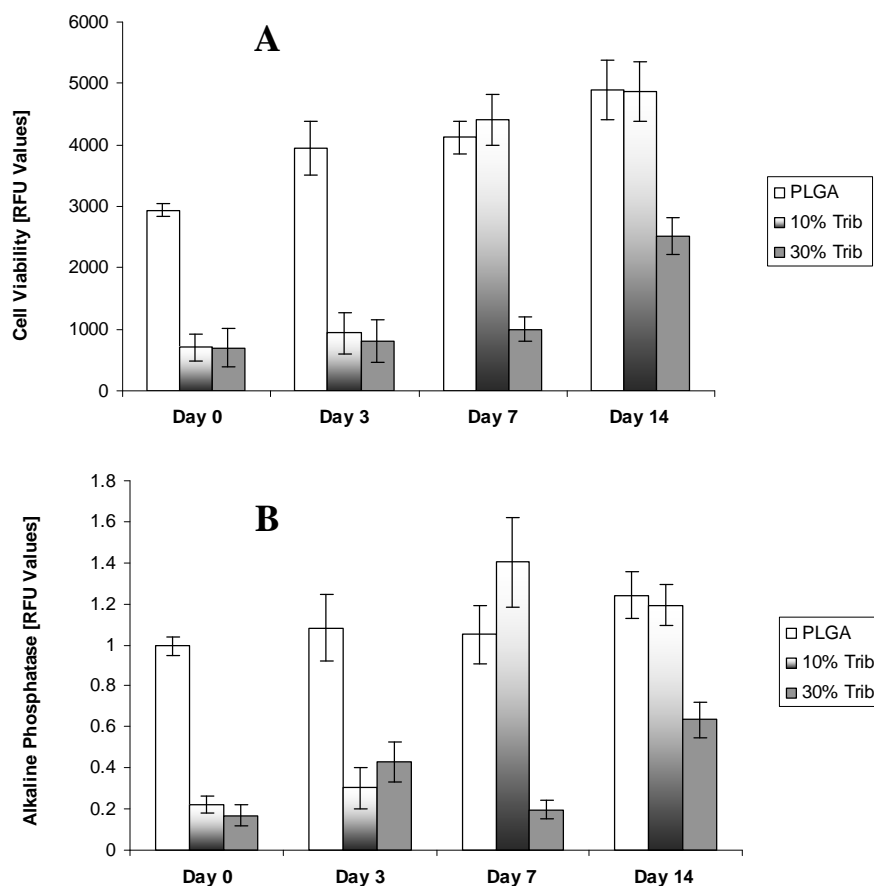 A
Cell Viability [RFU Values]
6000
5000
4000
3000
2000
1000
0
Day 0 Day 3 Day 7 Day 14
PLGA
10% Trib
30% Trib
B
Alkaline Phosphatase [RFU Values]
1.8
1.6
1.4
1.2
1
0.8
0.6
0.4
0.2
0
Day 0 Day 3 Day 7 Day 14
PLGA
10% Trib
30% Trib